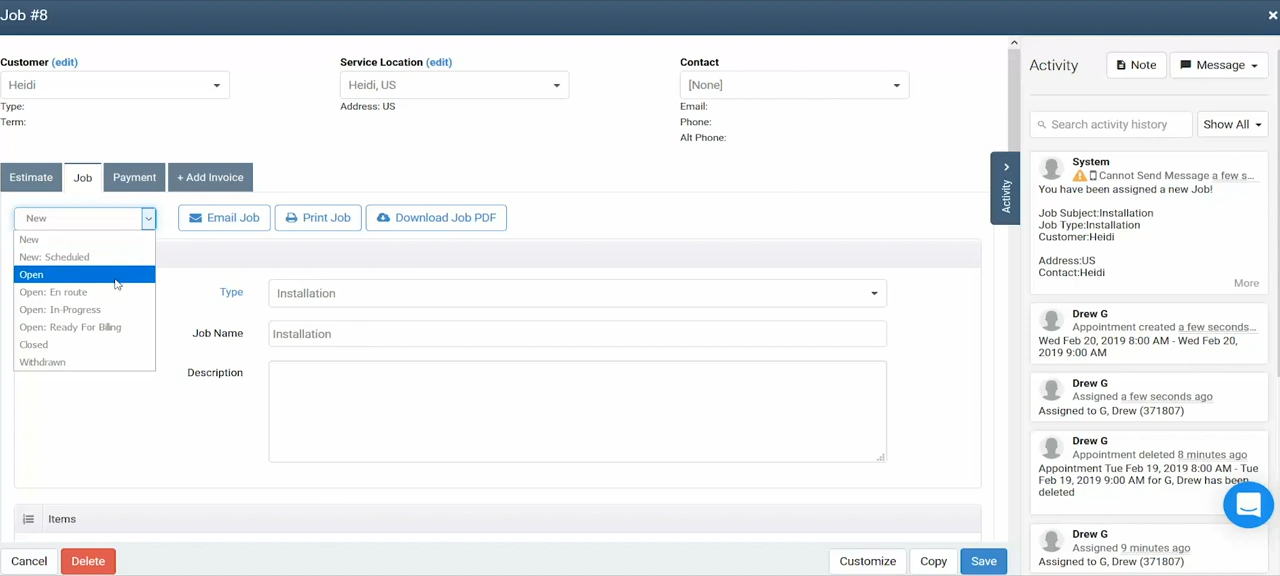 Job #8
×
Customer (edit)
Heidi
Type:
Term:
Service Location (edit)
Heidi, US
Address: US
Contact
[None]
Email:
Phone:
Alt Phone:
Estimate
Job
Payment
+ Add Invoice
New
Email Job
Print Job
Download Job PDF
New
New: Scheduled
Open
Open: En route
Open: In-Progress
Open: Ready For Billing
Closed
Withdrawn
Type
Installation
Job Name
Installation
Description
Items
Cancel
Delete
Customize
Copy
Save
Activity
Activity
Note
Message
Search activity history
Show All
System
Cannot Send Message a few s...
You have been assigned a new Job!
Job Subject:Installation
Job Type:Installation
Customer:Heidi
Address:US
Contact:Heidi
More
Drew G
Appointment created a few seconds...
Wed Feb 20, 2019 8:00 AM - Wed Feb 20,
2019 9:00 AM
Drew G
Assigned a few seconds ago
Assigned to G, Drew (371807)
Drew G
Appointment deleted 8 minutes ago
Appointment Tue Feb 19, 2019 8:00 AM - Tue
Feb 19, 2019 9:00 AM for G, Drew has been
deleted
Drew G
Assigned 9 minutes ago
Assigned to G, Drew (371807)